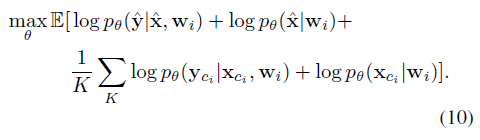 max_θ 𝔼[ log p_θ(ŷ|x̂, w_i) + log p_θ(x̂|w_i)+
1/K ∑_K log p_θ(y_{c_i}|x_{c_i}, w_i) + log p_θ(x_{c_i}|w_i)].
(10)